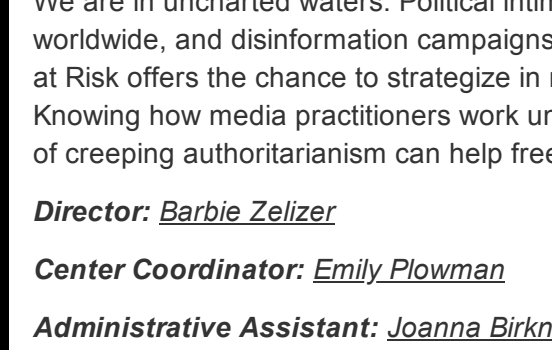 We are in uncharted waters. Political
worldwide, and disinformation campaigns
at Risk offers the chance to strategize in
Knowing how media practitioners work
of creeping authoritarianism can help
Director: Barbie Zelizer
Center Coordinator: Emily Plowman
Administrative Assistant: Joanna